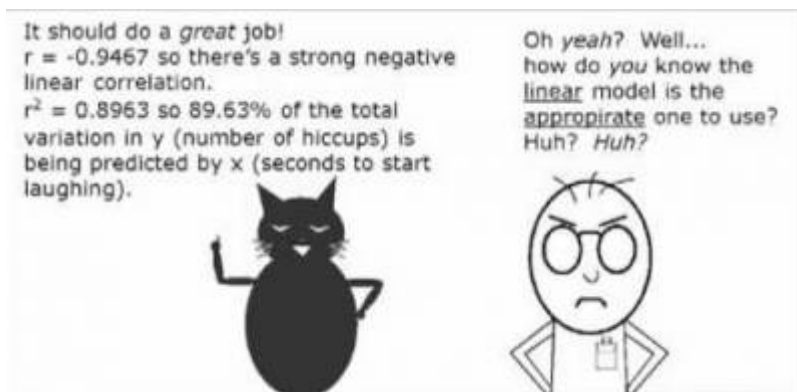 It should do a great job!
r = -0.9467 so there's a strong negative
linear correlation.
r² = 0.8963 so 89.63% of the total
variation in y (number of hiccups) is
being predicted by x (seconds to start
laughing).
Oh yeah? Well...
how do you know the
linear model is the
appropirate one to use?
Huh? Huh?